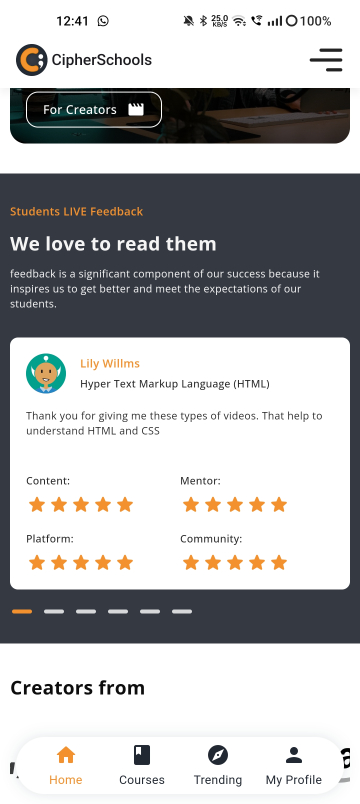 12:41
25.0
KB/S
100%
CipherSchools
For Creators
Students LIVE Feedback
We love to read them
feedback is a significant component of our success because it
inspires us to get better and meet the expectations of our
students.
Lily Willms
Hyper Text Markup Language (HTML)
Thank you for giving me these types of videos. That help to
understand HTML and CSS
Content:
Mentor:
Platform:
Community:
Creators from
Home
Courses
Trending
My Profile